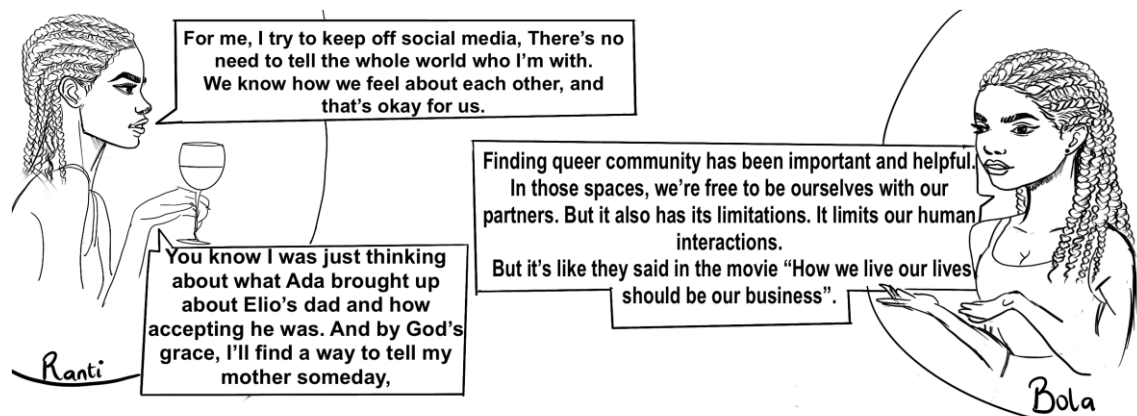 For me, I try to keep off social media, There's no
need to tell the whole world who I'm with.
We know how we feel about each other, and
that's okay for us.
Finding queer community has been important and helpful.
In those spaces, we're free to be ourselves with our
partners. But it also has its limitations. It limits our human
interactions.
But it's like they said in the movie “How we live our lives
should be our business”.
You know I was just thinking
about what Ada brought up
about Elio's dad and how
accepting he was. And by God's
grace, I'll find a way to tell my
mother someday,
Ranti
Bola